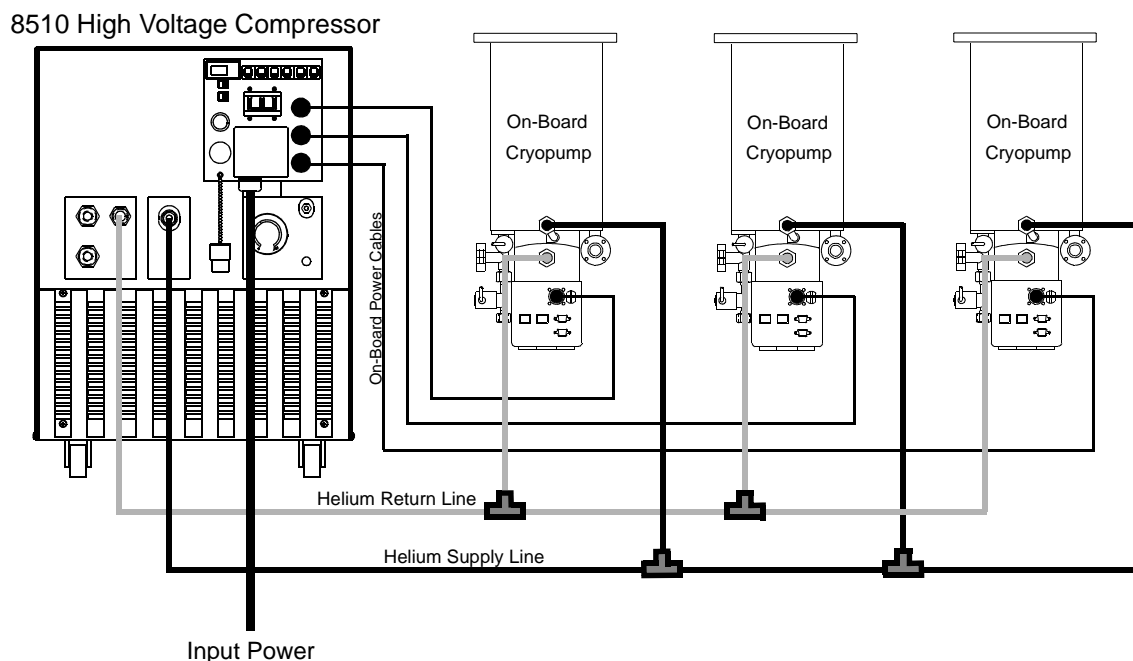 8510 High Voltage Compressor
On-Board
Cryopump
On-Board
Cryopump
On-Board
Cryopump
On-Board Power Cables
Helium Return Line
Helium Supply Line
Input Power